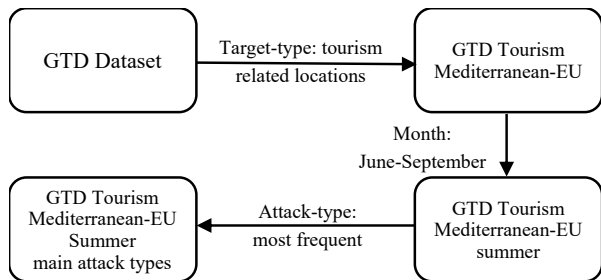 GTD Dataset
Target-type: tourism
related locations
GTD Tourism
Mediterranean-EU
Month:
June-September
GTD Tourism
Mediterranean-EU
summer
Attack-type:
most frequent
GTD Tourism
Mediterranean-EU
Summer
main attack types